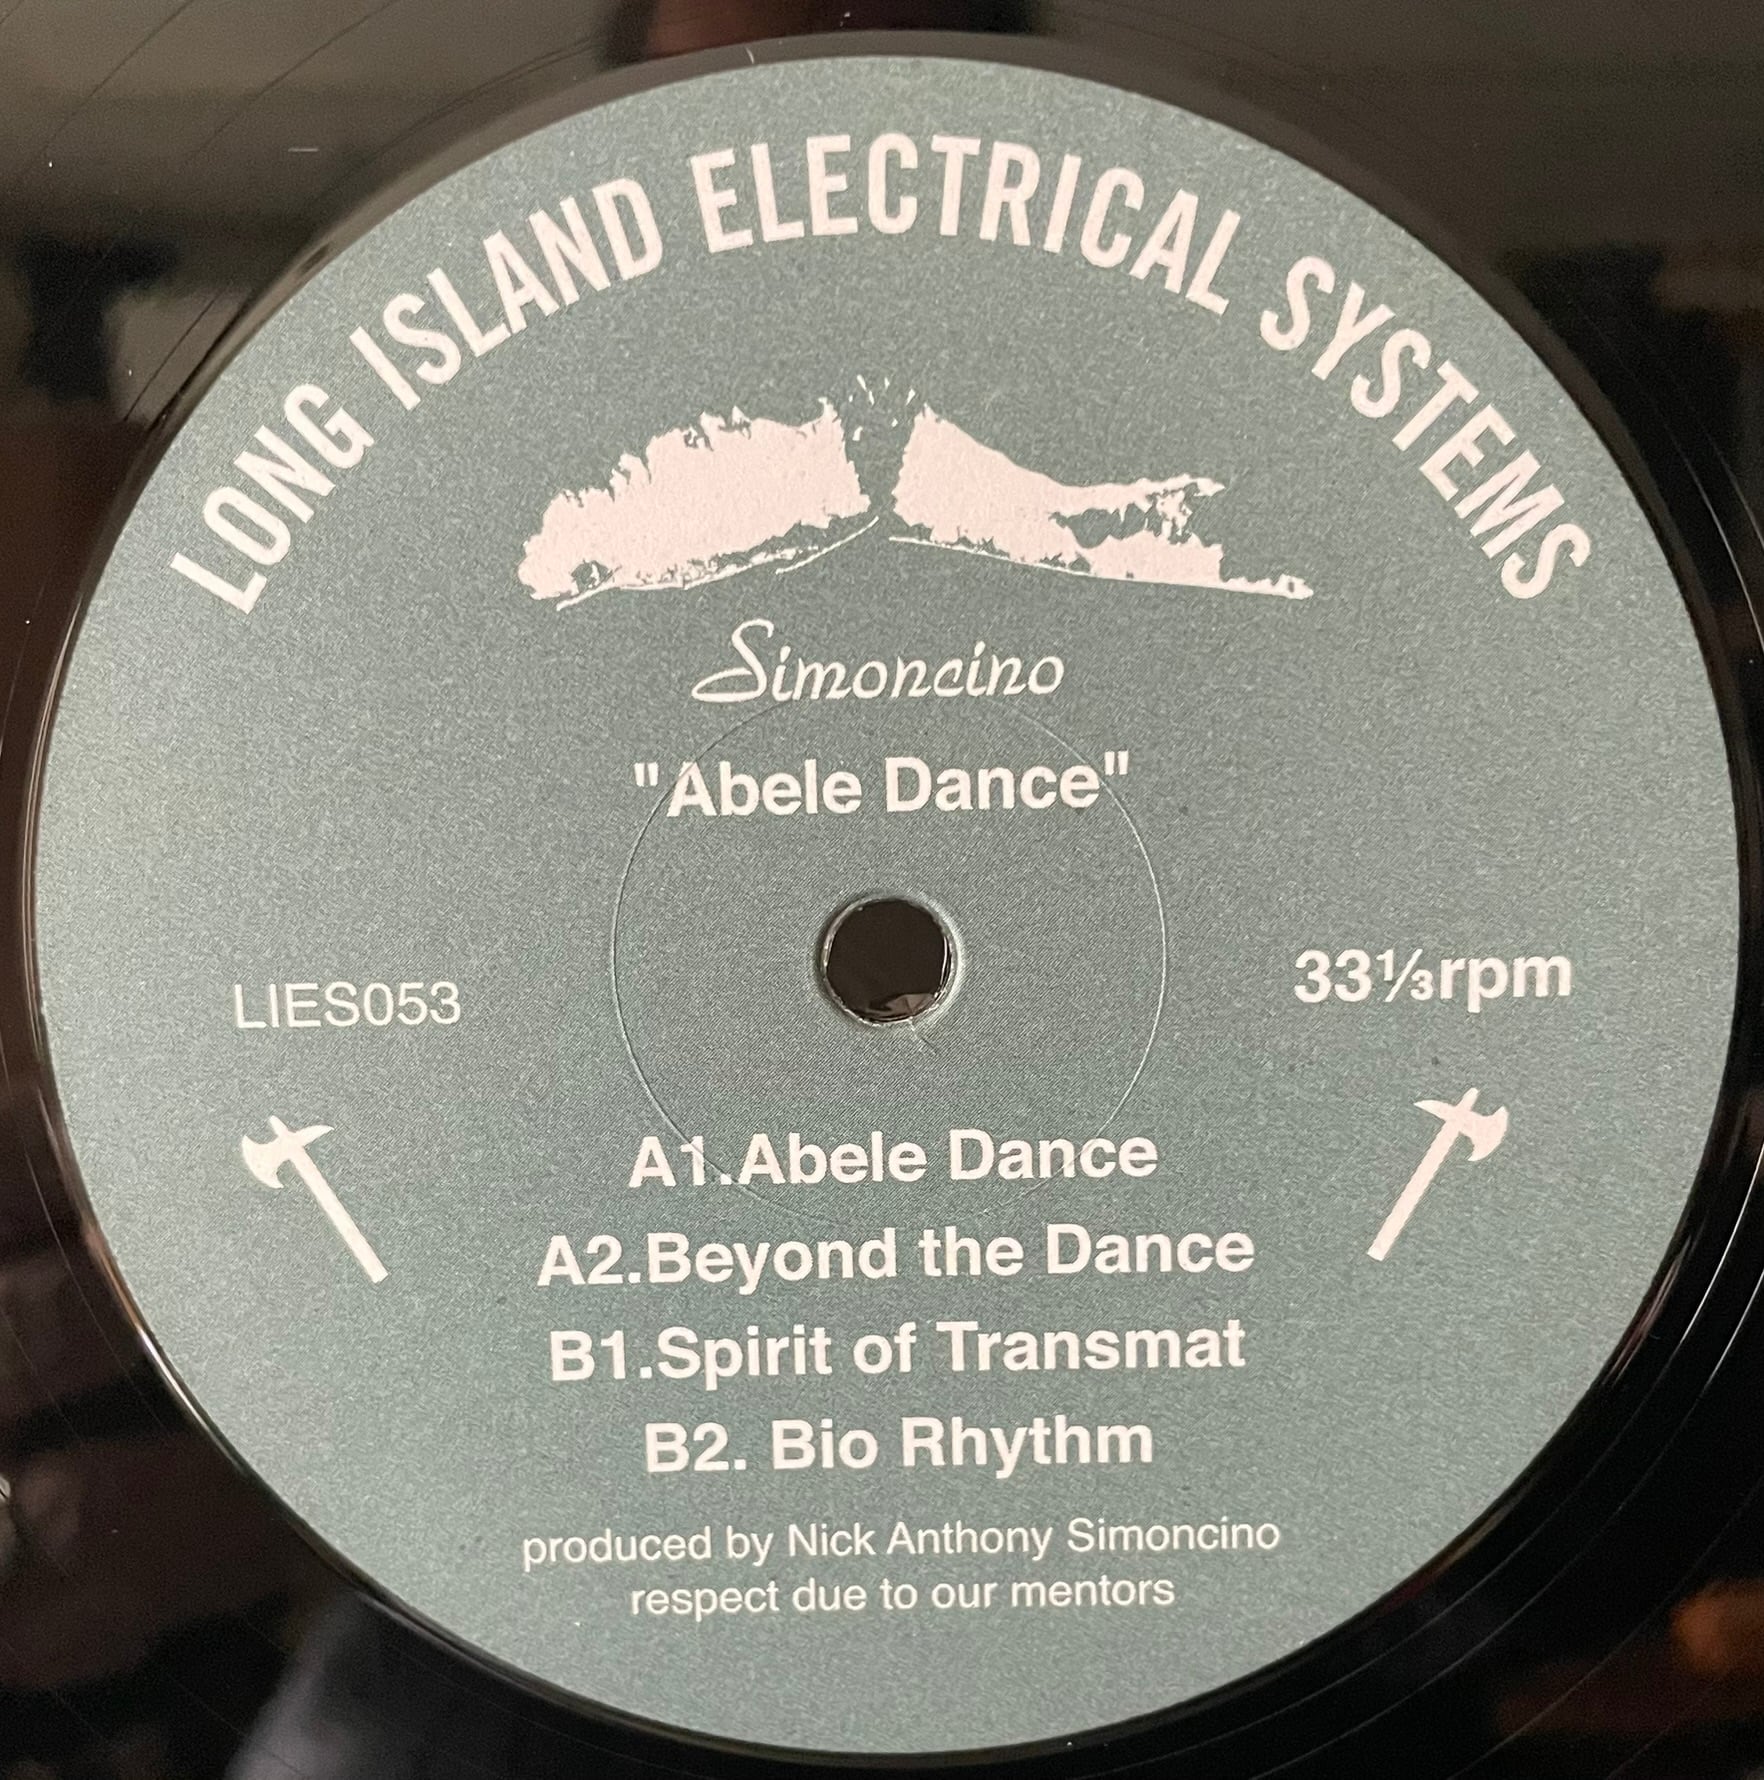 LONG ISLAND ELECTRICAL SYSTEMS
Simoncino
"Abele Dance"
LIES053
33⅓rpm
A1.Abele Dance
A2.Beyond the Dance
B1.Spirit of Transmat
B2. Bio Rhythm
produced by Nick Anthony Simoncino
respect due to our mentors